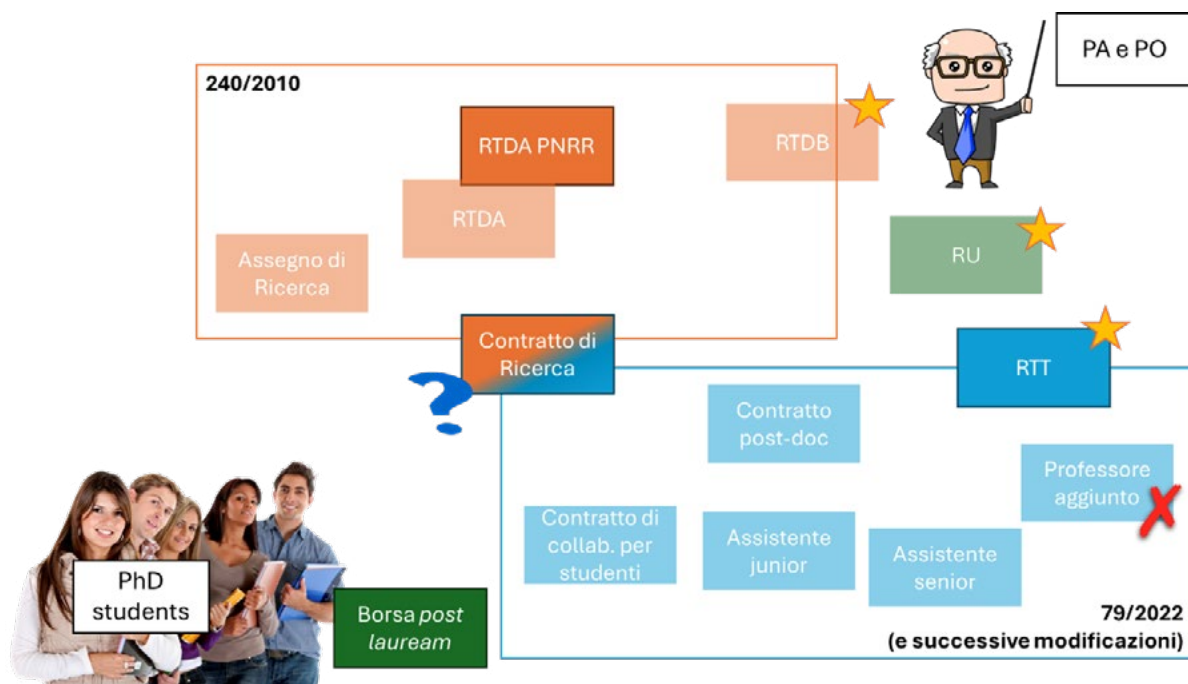 PA e PO
240/2010
RTDA PNRR
RTDB
RTDA
Assegno di
Ricerca
RU
Contratto di
Ricerca
RTT
Contratto
post-doc
Professore
aggiunto
Contratto di
collab. per
studenti
Assistente
junior
Assistente
senior
PhD
students
Borsa post
lauream
79/2022
(e successive modificazioni)